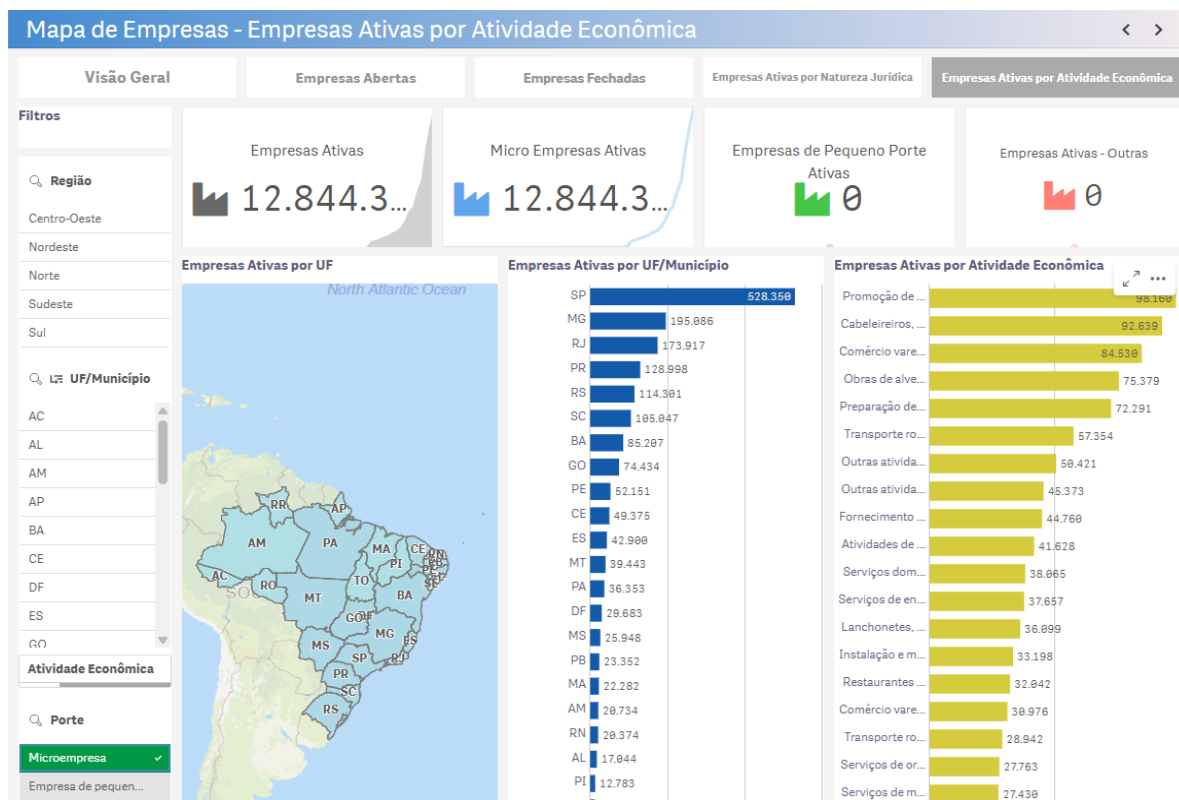 Mapa de Empresas - Empresas Ativas por Atividade Econômica
Visão Geral
Empresas Abertas
Empresas Fechadas
Empresas Ativas por Natureza Jurídica
Empresas Ativas por Atividade Econômica
Filtros
Região
Centro-Oeste
Nordeste
Norte
Sudeste
Sul
UF/Município
AC
AL
AM
AP
BA
CE
DF
ES
GO
Atividade Econômica
Porte
Microempresa
Empresa de pequen...
Empresas Ativas
12.844.3...
Micro Empresas Ativas
12.844.3...
Empresas de Pequeno Porte
Ativas
0
Empresas Ativas - Outras
0
Empresas Ativas por UF
North Atlantic Ocean
RR
AP
AM
PA
MA
CE
RN
PB
PI
PE
AC
RO
TO
SE
MT
BA
GO
DF
MG
ES
MS
SP
RJ
PR
SC
RS
Empresas Ativas por UF/Município
SP 528.350
MG 195.086
RJ 173.917
PR 128.998
RS 114.301
SC 105.047
BA 85.207
GO 74.434
PE 52.151
CE 49.375
ES 42.900
MT 39.443
PA 36.353
DF 29.683
MS 25.948
PB 23.352
MA 22.282
AM 20.734
RN 20.374
AL 17.044
PI 12.783
Empresas Ativas por Atividade Econômica
Promoção de ... 98.160
Cabeleireiros, ... 92.639
Comércio vare... 84.530
Obras de alve... 75.379
Preparação de... 72.291
Transporte ro... 57.354
Outras ativida... 50.421
Outras ativida... 45.373
Fornecimento ... 44.760
Atividades de ... 41.628
Serviços dom... 38.065
Serviços de en... 37.657
Lanchonetes, ... 36.099
Instalação e m... 33.198
Restaurantes ... 32.042
Comércio vare... 30.976
Transporte ro... 28.942
Serviços de or... 27.763
Serviços de m... 27.430